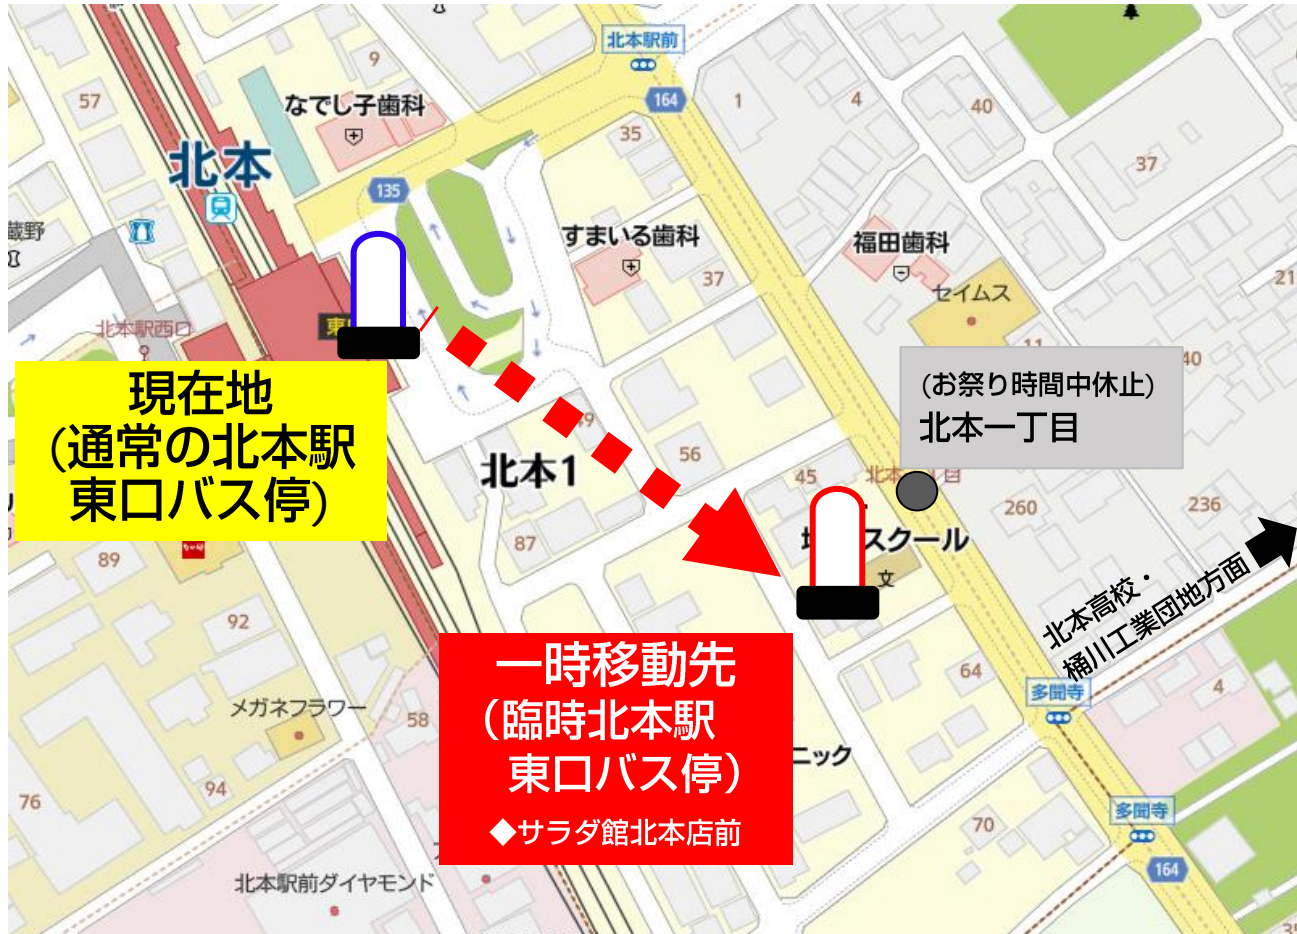 北本駅前
164
9
57
なでし子歯科
1
4
40
35
37
北本
135
蔵野
すまいる歯科
福田歯科
37
セイムス
21
北本駅西口
東
11
40
現在地
(通常の北本駅
東口バス停)
(お祭り時間中休止)
北本一丁目
49
56
北本1
45
北本
目
260
236
87
89
スクール
文
北本高校・
桶川工業団地方面
92
一時移動先
(臨時北本駅
東口バス停)
◆サラダ館北本店前
64
多聞寺
4
メガネフラワー
58
ニック
94
76
多聞寺
70
164
北本駅前ダイヤモンド